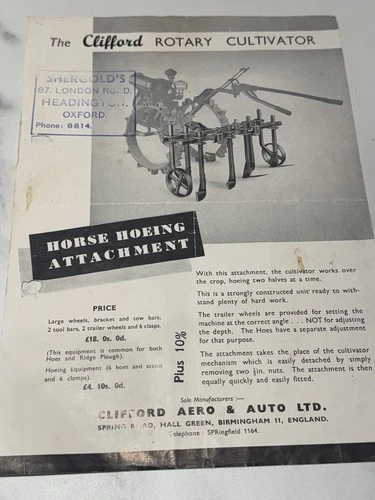 The Clifford ROTARY CULTIVATOR
SHERGOLD'S
87, LONDON ROAD,
HEADINGTON,
OXFORD.
Phone: 6814.
HORSE HOEING
ATTACHMENT
PRICE
Large wheels, bracket and tow bars,
2 tool bars, 2 trailer wheels and 6 clasps.
£18. 0s. 0d.
(This equipment is common for both
Hoes and Ridge Plough).
Hoeing Equipment (6 hoes and stems
and 6 clamps).
£4. 10s. 0d.
Plus 10%
With this attachment, the cultivator works over
the crop, hoeing two halves at a time.
This is a strongly constructed unit ready to with-
stand plenty of hard work.
The trailer wheels are provided for setting the
machine at the correct angle .... NOT for adjusting
the depth. The Hoes have a separate adjustment
for that purpose.
The attachment takes the place of the cultivator
mechanism which is easily detached by simply
removing two ½in. nuts. The attachment is then
equally quickly and easily fitted.
Sole Manufacturers :—
CLIFFORD AERO & AUTO LTD.
SPRING ROAD, HALL GREEN, BIRMINGHAM 11, ENGLAND.
Telephone : SPRingfield 1164.